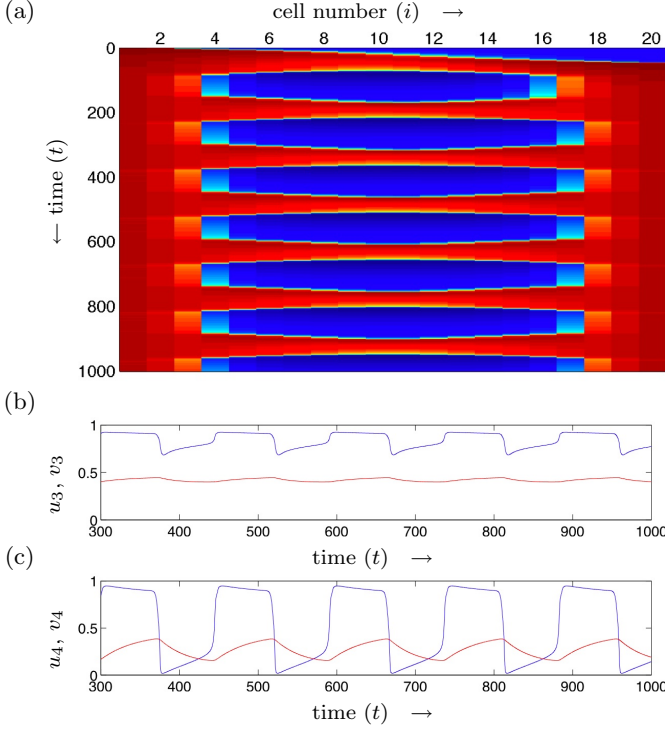 (a)
cell number (i) →
2 4 6 8 10 12 14 16 18 20
0
200
400
600
800
1000
← time (t)
(b)
1
0.5
0
u3, v3
300 400 500 600 700 800 900 1000
time (t) →
(c)
1
0.5
0
u4, v4
300 400 500 600 700 800 900 1000
time (t) →